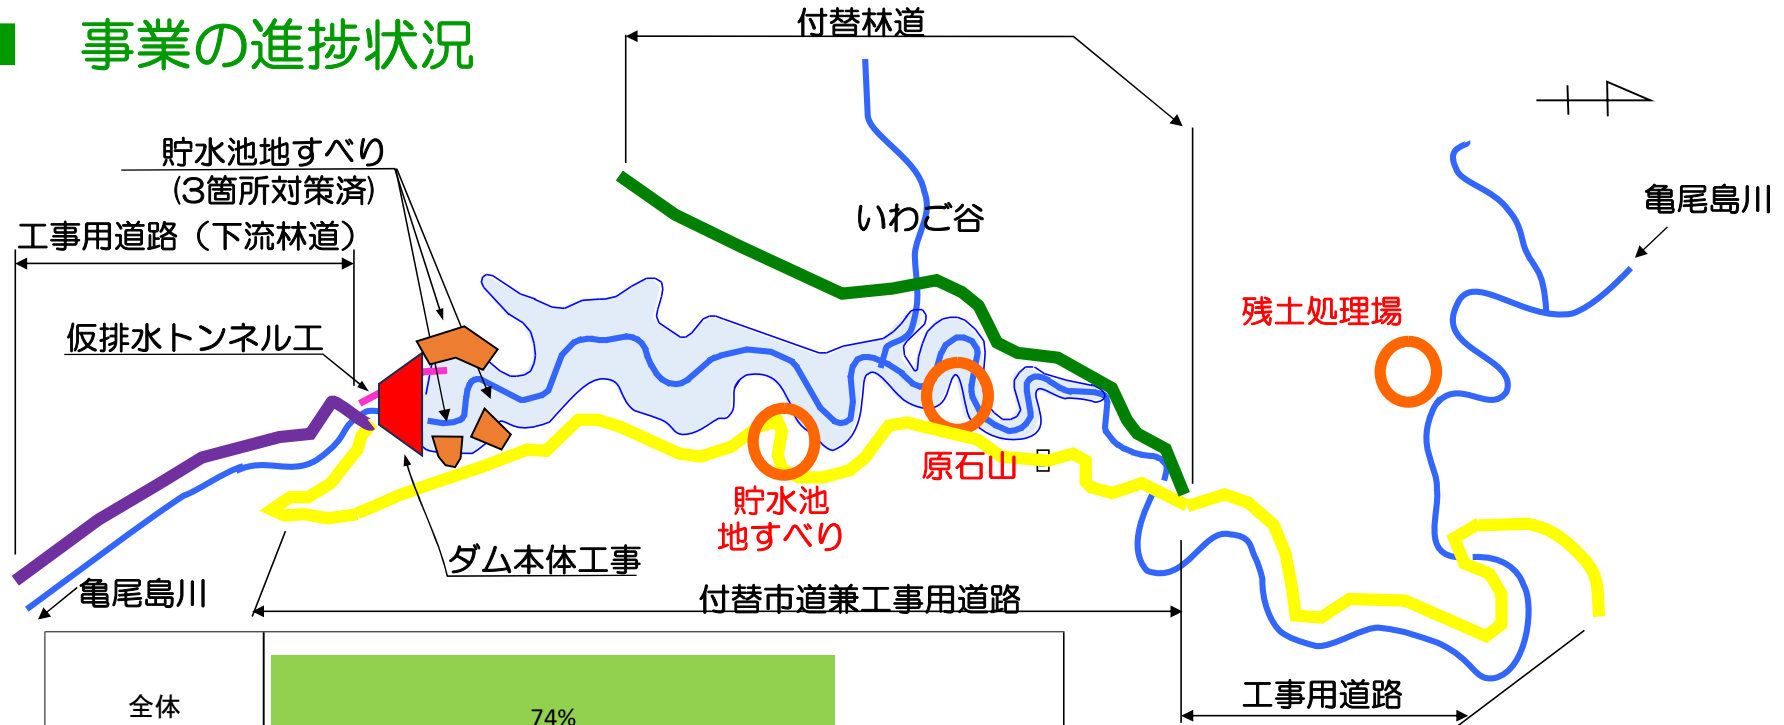 事業の進捗状況
付替林道
貯水池地すべり
(3箇所対策済)
工事用道路（下流林道）
仮排水トンネル工
いわご谷
亀尾島川
残土処理場
原石山
貯水池
地すべり
ダム本体工事
亀尾島川
付替市道兼工事用道路
工事用道路
全体
74%